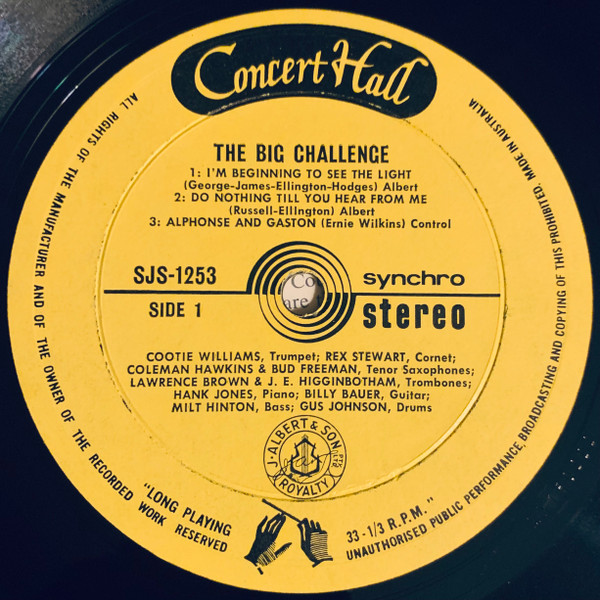 Concert Hall
THE BIG CHALLENGE
1: I'M BEGINNING TO SEE THE LIGHT
(George-James-Ellington-Hodges) Albert
2: DO NOTHING TILL YOU HEAR FROM ME
(Russell-Ellington) Albert
3: ALPHONSE AND GASTON (Ernie Wilkins) Control
SJS-1253
SIDE 1
synchro
stereo
Co
are
COOTIE WILLIAMS, Trumpet; REX STEWART, Cornet;
COLEMAN HAWKINS & BUD FREEMAN, Tenor Saxophones;
LAWRENCE BROWN & J. E. HIGGINBOTHAM, Trombones;
HANK JONES, Piano; BILLY BAUER, Guitar;
MILT HINTON, Bass; GUS JOHNSON, Drums
J. ALBERT & SON PTY LTD
ROYALTY
"LONG PLAYING
33-1/3 R.P.M."
ALL RIGHTS OF THE MANUFACTURER AND OF THE OWNER OF THE RECORDED WORK RESERVED
UNAUTHORISED PUBLIC PERFORMANCE, BROADCASTING AND COPYING OF THIS PROHIBITED. MADE IN AUSTRALIA